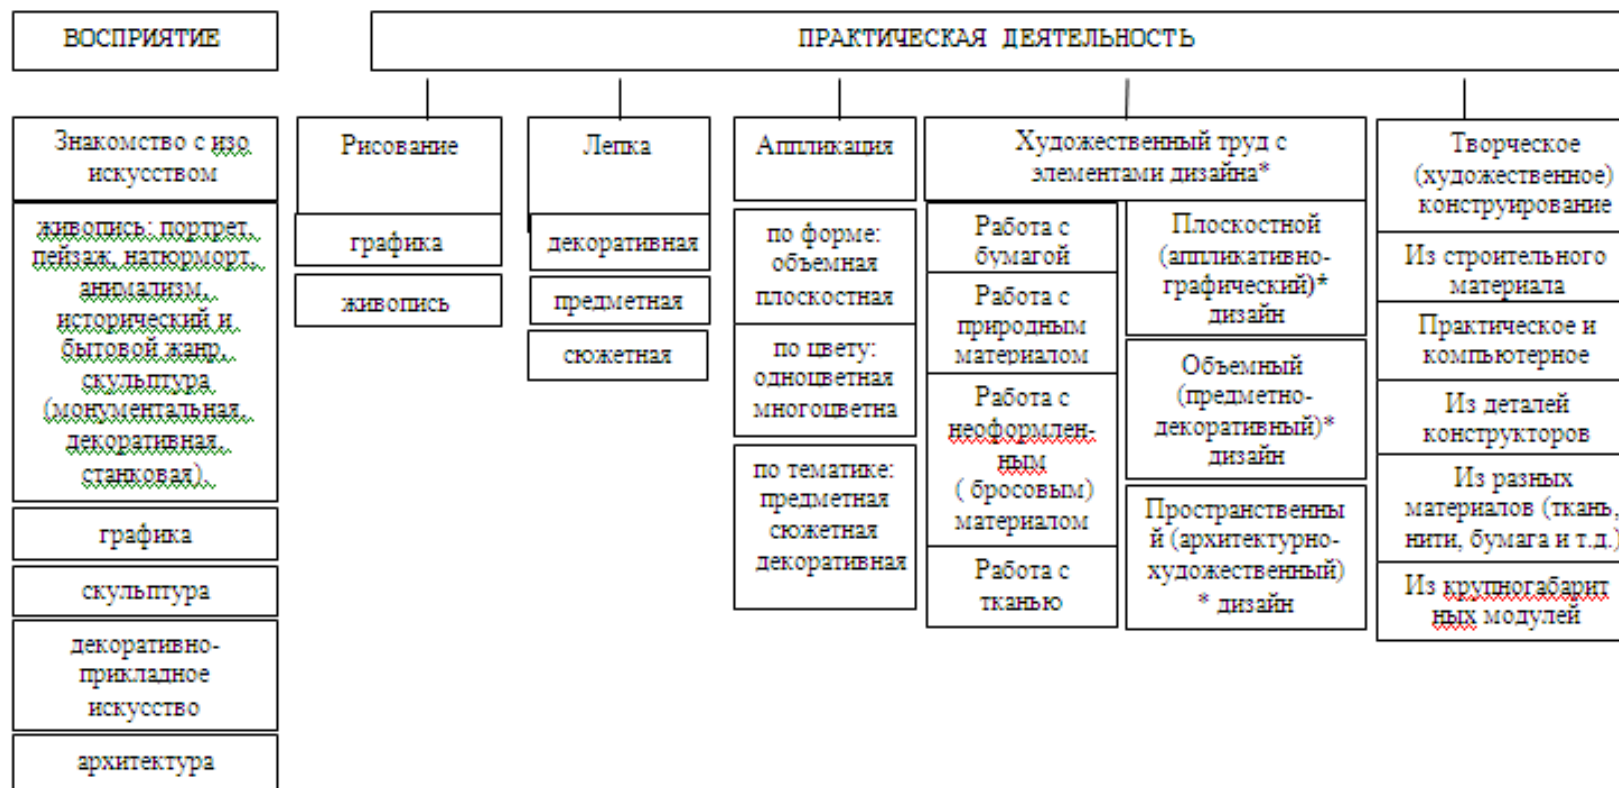 ВОСПРИЯТИЕ
ПРАКТИЧЕСКАЯ ДЕЯТЕЛЬНОСТЬ
Знакомство с изо
искусством
живопись: портрет,
пейзаж, натюрморт,
анимализм,
исторический и
бытовой жанр,
скульптура
(монументальная,
декоративная,
станковая),
графика
скульптура
декоративно-
прикладное
искусство
архитектура
Рисование
графика
живопись
Лепка
декоративная
предметная
сюжетная
Аппликация
по форме:
объемная
плоскостная
по цвету:
одноцветная
многоцветна
по тематике:
предметная
сюжетная
декоративная
Художественный труд с
элементами дизайна*
Работа с
бумагой
Работа с
природным
материалом
Работа с
неоформлен-
ным
( бросовым)
материалом
Работа с
тканью
Плоскостной
(аппликативно-
графический)*
дизайн
Объемный
(предметно-
декоративный)*
дизайн
Пространственны
й (архитектурно-
художественный)
* дизайн
Творческое
(художественное)
конструирование
Из строительного
материала
Практическое и
компьютерное
Из деталей
конструкторов
Из разных
материалов (ткань,
нити, бумага и т.д.)
Из крупногабарит
ных модулей